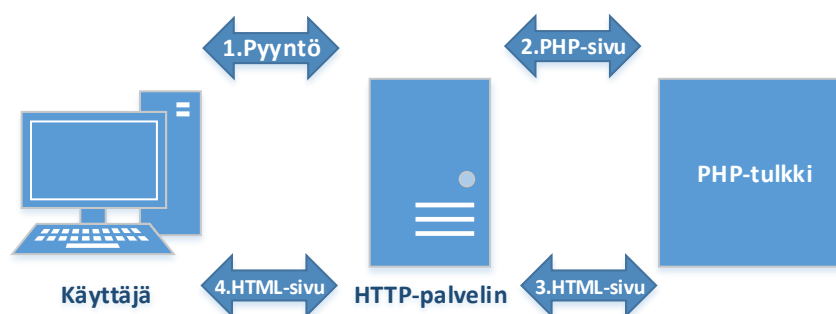 1.Pyyntö
2.PHP-sivu
PHP-tulkki
Käyttäjä
4.HTML-sivu
HTTP-palvelin
3.HTML-sivu